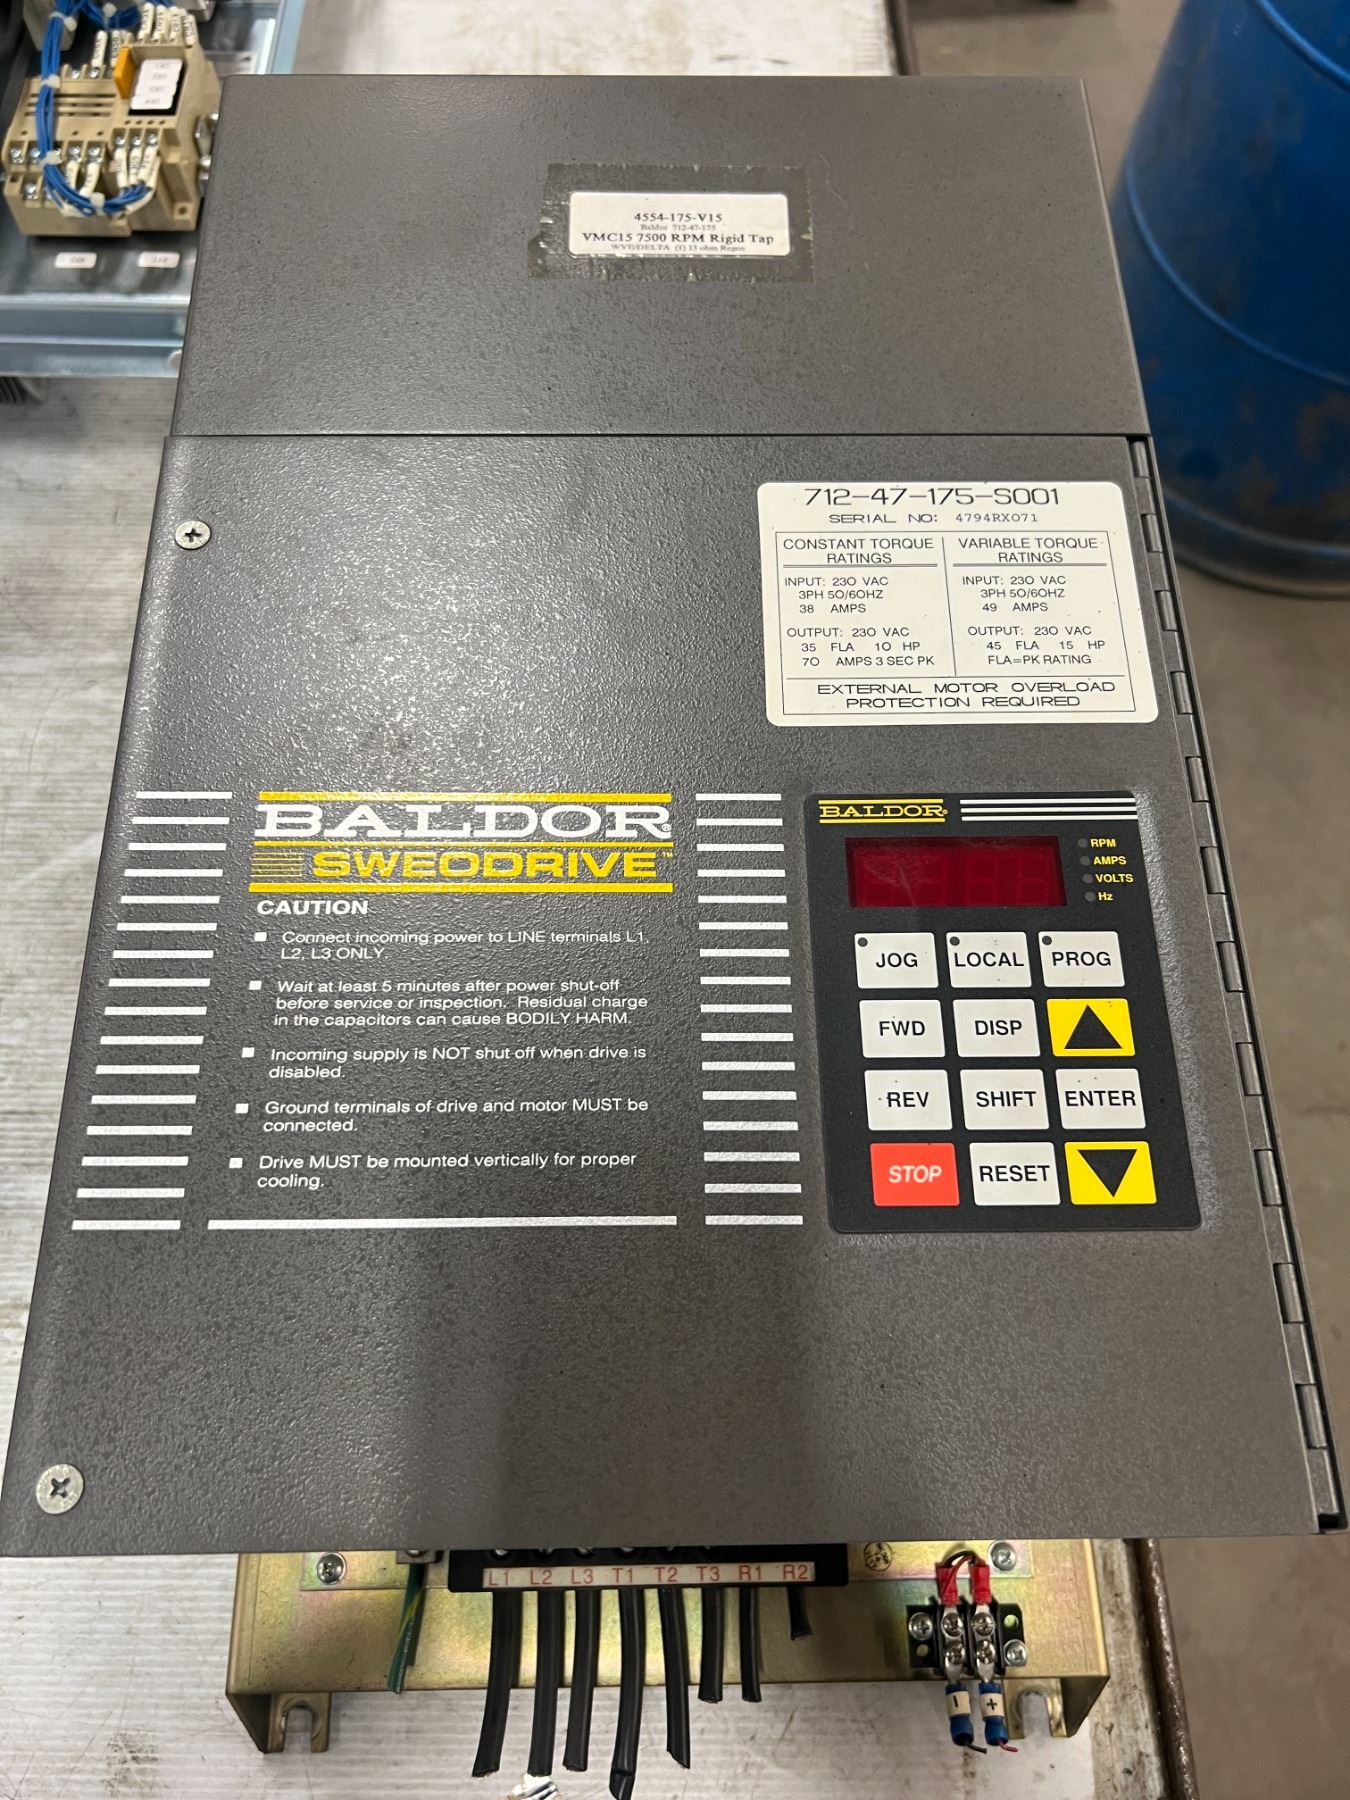 4554-175-V15
Baldor 712-47-175
VMC15 7500 RPM Rigid Tap
WYE/DELTA (1) 13 ohm Regen
712-47-175-S001
SERIAL NO: 4794RX071
CONSTANT TORQUE RATINGS
INPUT: 230 VAC
3PH 50/60HZ
38 AMPS
OUTPUT: 230 VAC
35 FLA 10 HP
70 AMPS 3 SEC PK
VARIABLE TORQUE RATINGS
INPUT: 230 VAC
3PH 50/60HZ
49 AMPS
OUTPUT: 230 VAC
45 FLA 15 HP
FLA=PK RATING
EXTERNAL MOTOR OVERLOAD
PROTECTION REQUIRED
BALDOR®
SWEODRIVE™
CAUTION
■ Connect incoming power to LINE terminals L1,
L2, L3 ONLY
■ Wait at least 5 minutes after power shut-off
before service or inspection. Residual charge
in the capacitors can cause BODILY HARM.
■ Incoming supply is NOT shut off when drive is
disabled.
■ Ground terminals of drive and motor MUST be
connected.
■ Drive MUST be mounted vertically for proper
cooling.
BALDOR®
RPM
AMPS
VOLTS
Hz
JOG LOCAL PROG
FWD DISP
REV SHIFT ENTER
STOP RESET
L1 L2 L3 T1 T2 T3 R1 R2
- +